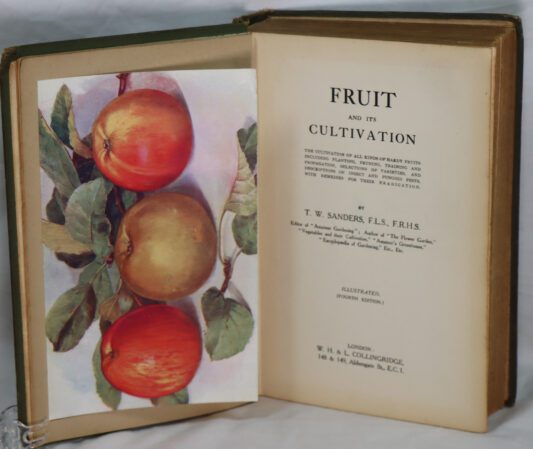 FRUIT
AND ITS
CULTIVATION
THE CULTIVATION OF ALL KINDS OF HARDY FRUITS
INCLUDING PLANTING, PRUNING, TRAINING AND
PROPAGATION, SELECTIONS OF VARIETIES, AND
DESCRIPTIONS OF INSECT AND FUNGOID PESTS,
WITH REMEDIES FOR THEIR ERADICATION.
BY
T. W. SANDERS, F.L.S., F.R.H.S.
Editor of "Amateur Gardening"; Author of "The Flower Garden,"
"Vegetables and their Cultivation," "Amateur's Greenhouse,"
"Encyclopædia of Gardening," Etc., Etc.
ILLUSTRATED.
(FOURTH EDITION.)
LONDON:
W. H. & L. COLLINGRIDGE,
148 & 149, Aldersgate St., E.C. 1.